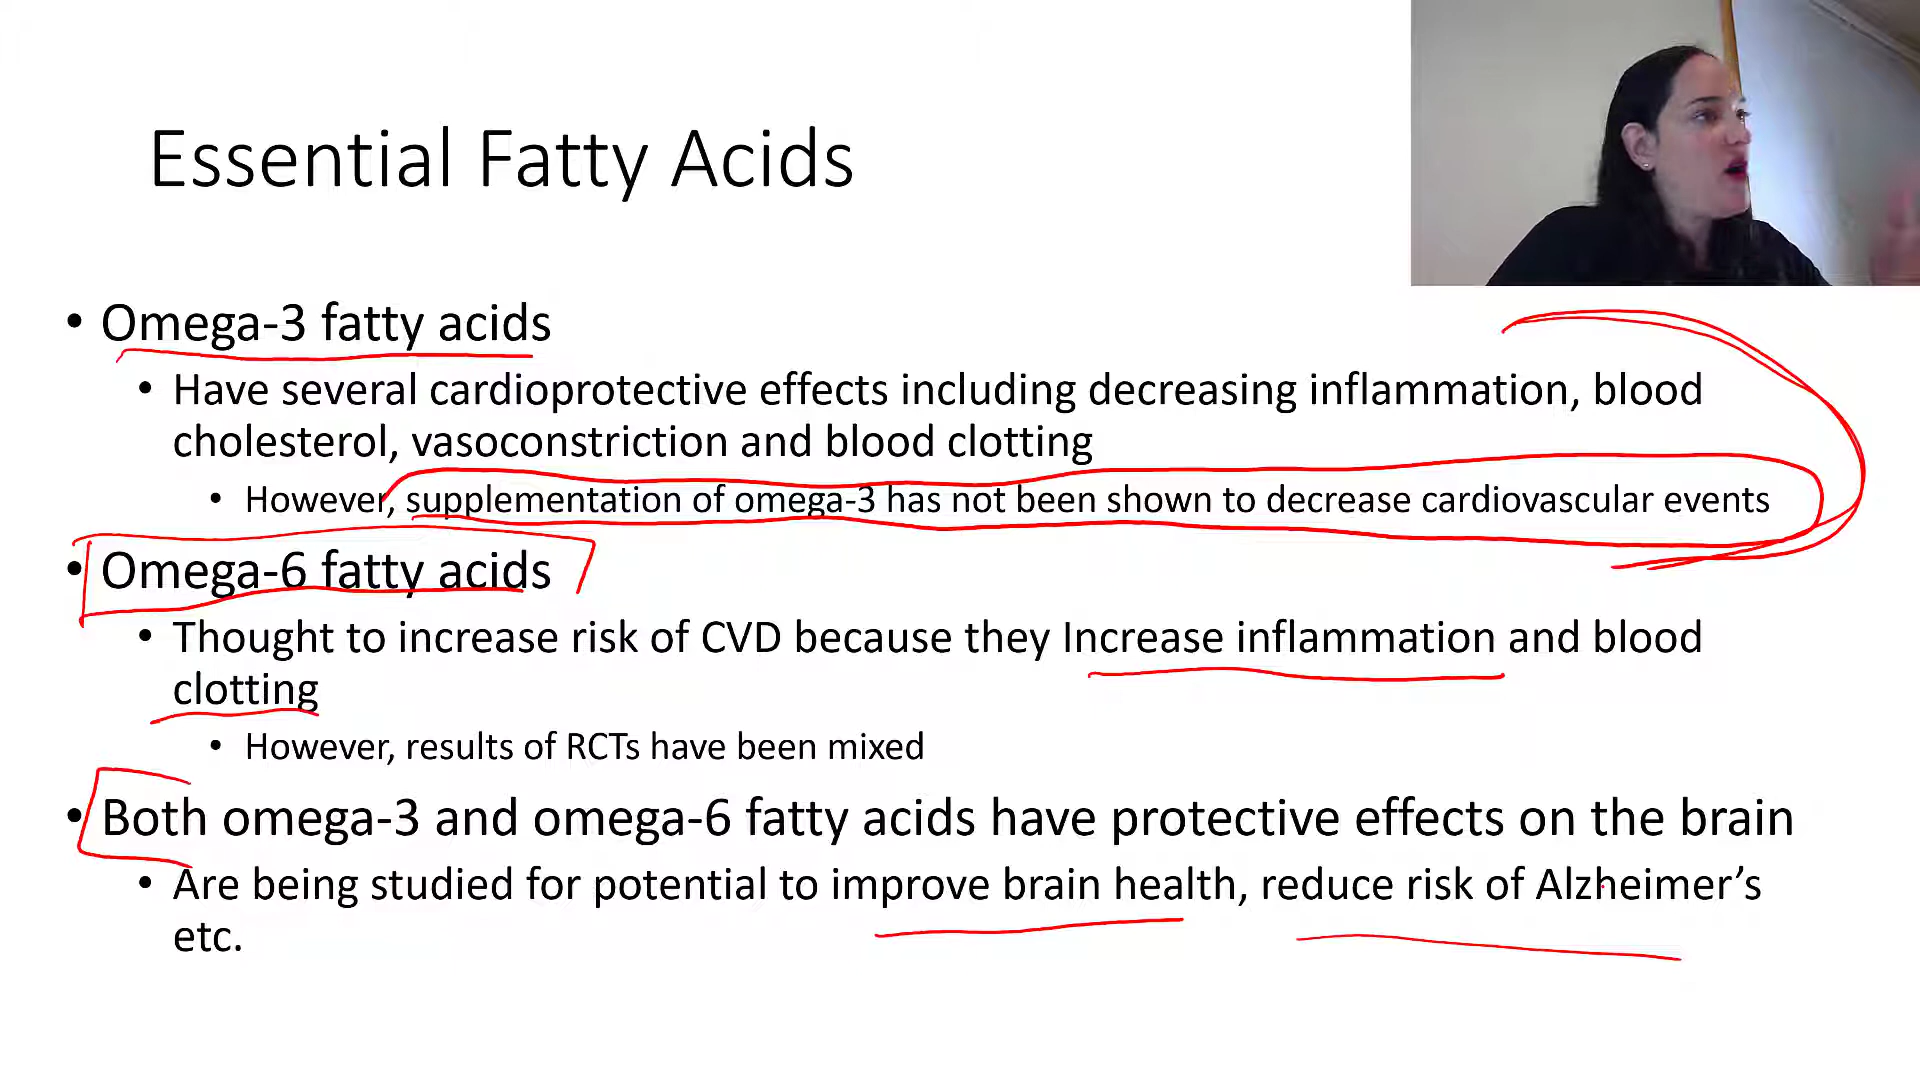 Essential Fatty Acids
• Omega-3 fatty acids
• Have several cardioprotective effects including decreasing inflammation, blood
cholesterol, vasoconstriction and blood clotting
• However, supplementation of omega-3 has not been shown to decrease cardiovascular events
• Omega-6 fatty acids
• Thought to increase risk of CVD because they Increase inflammation and blood
clotting
• However, results of RCTs have been mixed
• Both omega-3 and omega-6 fatty acids have protective effects on the brain
• Are being studied for potential to improve brain health, reduce risk of Alzheimer’s
etc.